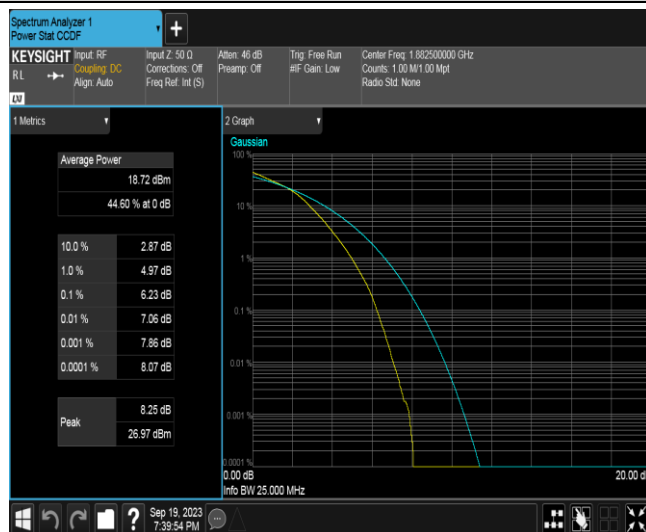 Spectrum Analyzer 1
Power Stat CCDF
+
KEYSIGHT
RL
LXI
Input: RF
Coupling: DC
Align: Auto
Input Z: 50 Ω
Corrections: Off
Freq Ref: Int (S)
Atten: 46 dB
Preamp: Off
Trig: Free Run
#IF Gain: Low
Center Freq: 1.882500000 GHz
Counts: 1.00 M/1.00 Mpt
Radio Std: None
1 Metrics
Average Power
18.72 dBm
44.60 % at 0 dB
10.0 % 2.87 dB
1.0 % 4.97 dB
0.1 % 6.23 dB
0.01 % 7.06 dB
0.001 % 7.86 dB
0.0001 % 8.07 dB
Peak
8.25 dB
26.97 dBm
2 Graph
Gaussian
100 %
10 %
1 %
0.1 %
0.01 %
0.001 %
0.0001 %
0.00 dB
20.00 d
Info BW 25.000 MHz
?
Sep 19, 2023
7:39:54 PM